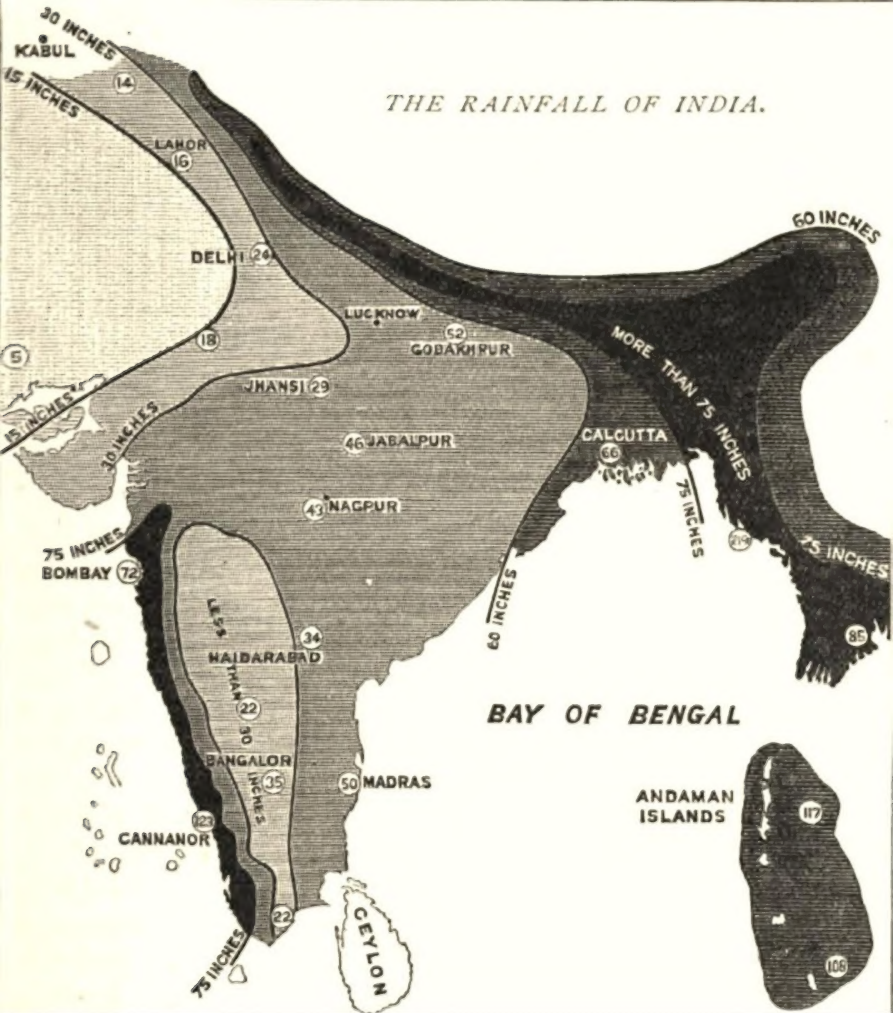 THE RAINFALL OF INDIA.
30 INCHES
KABUL
15 INCHES
14
LAHOR
16
DELHI 24
60 INCHES
LUCKNOW
52
GORAKHPUR
18
5
JHANSI 29
15 INCHES
30 INCHES
MORE THAN 75 INCHES
46 JABALPUR
CALCUTTA
66
43 NAGPUR
75 INCHES
75 INCHES
BOMBAY 72
75 INCHES
60 INCHES
LESS THAN 30 INCHES
34
HAIDARABAD
85
22
BAY OF BENGAL
BANGALOR
35
50 MADRAS
ANDAMAN
ISLANDS
117
123
CANNANOR
22
CEYLON
75 INCHES
108